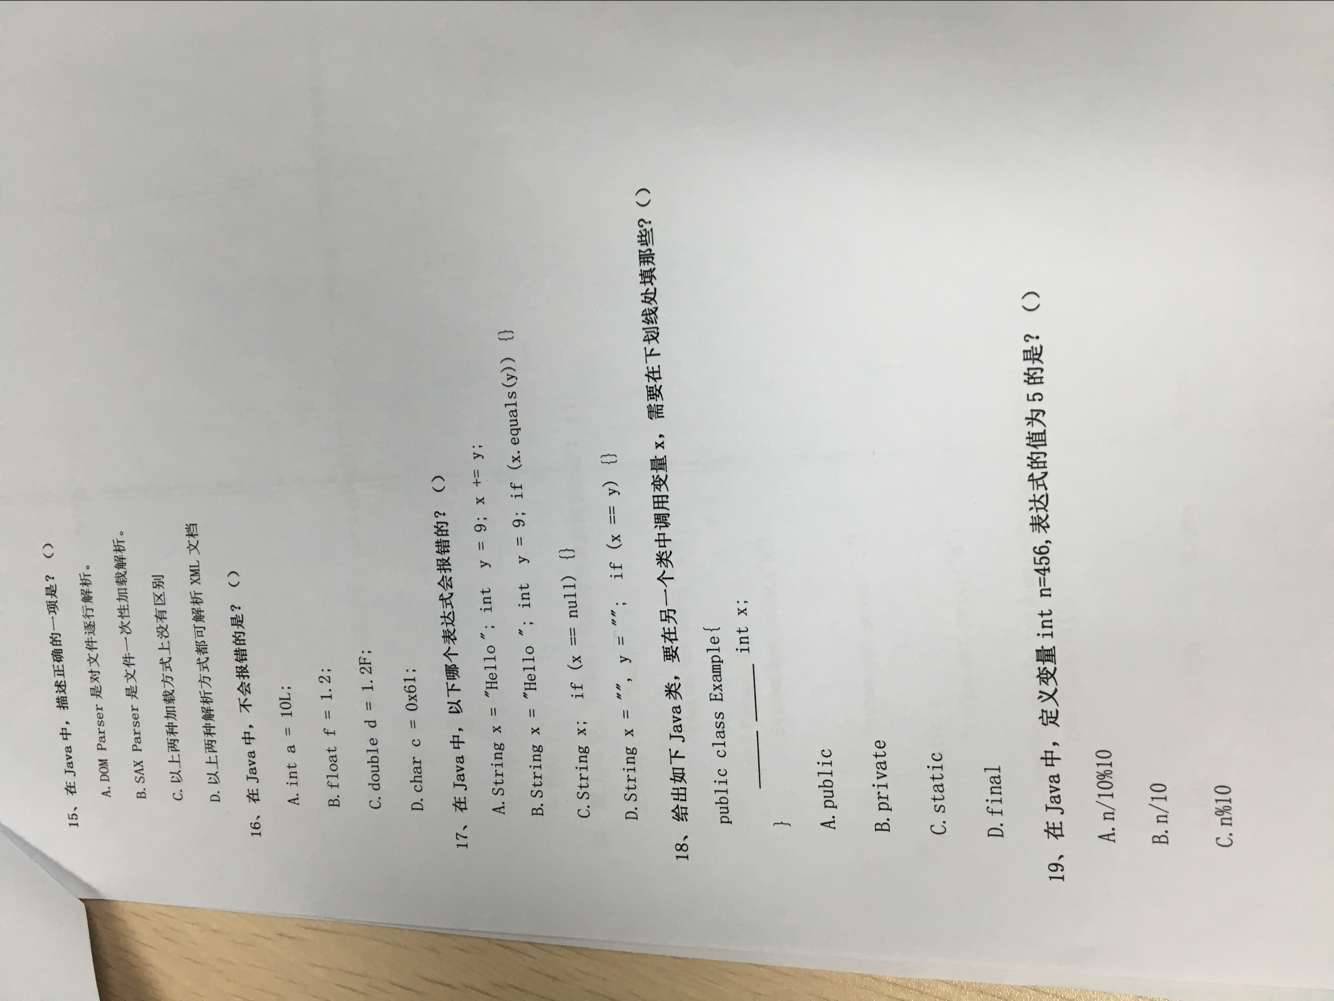 15、在 Java 中，描述正确的一项是？（）
A.DOM Parser 是对文件逐行解析。
B.SAX Parser 是文件一次性加载解析。
C.以上两种加载方式上没有区别
D.以上两种解析方式都可解析 XML 文档
16、在 Java 中，不会报错的是？（）
A.int a = 10L;
B.float f = 1.2;
C.double d = 1.2F;
D.char c = 0x61;
17、在 Java 中，以下哪个表达式会报错的？（）
A.String x = "Hello"; int y = 9; x += y;
B.String x = "Hello "; int y = 9; if (x.equals(y)) {}
C.String x; if (x == null) {}
D.String x = "", y = ""; if (x == y) {}
18、给出如下 Java 类，要在另一个类中调用变量 x，需要在下划线处填那些?（）
public class Example{
_____ _____ int x;
}
A.public
B.private
C.static
D.final
19、在 Java 中，定义变量 int n=456,表达式的值为 5 的是？（）
A.n/10%10
B.n/10
C.n%10